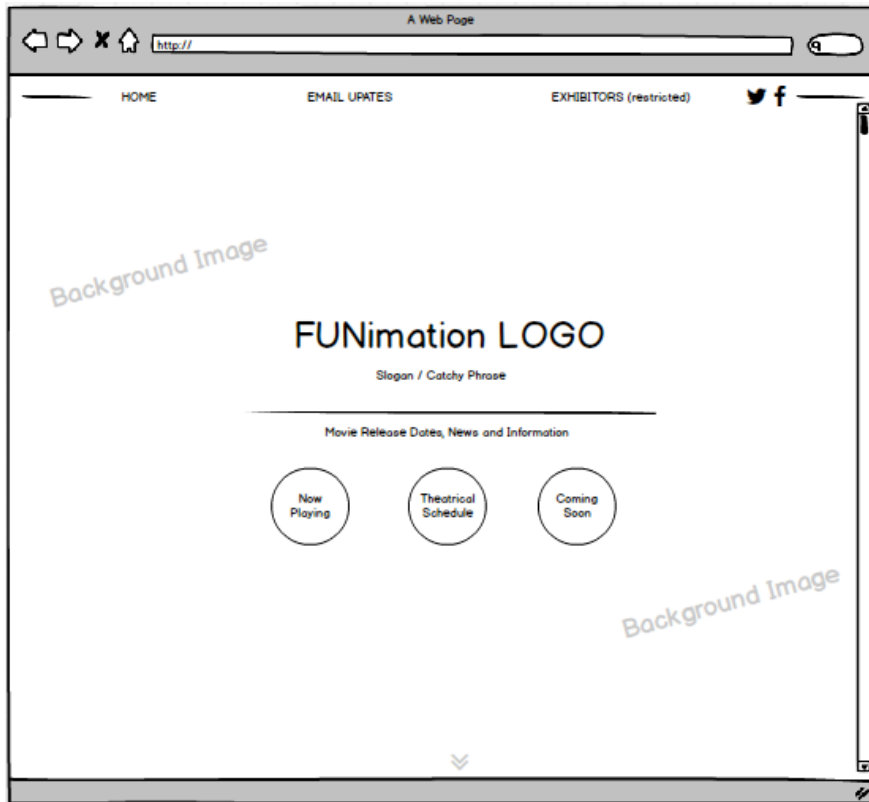 A Web Page
http://
HOME EMAIL UPATES EXHIBITORS (restricted)
Background Image
FUNimation LOGO
Slogan / Catchy Phrase
Movie Release Dates, News and Information
Now Playing
Theatrical Schedule
Coming Soon
Background Image